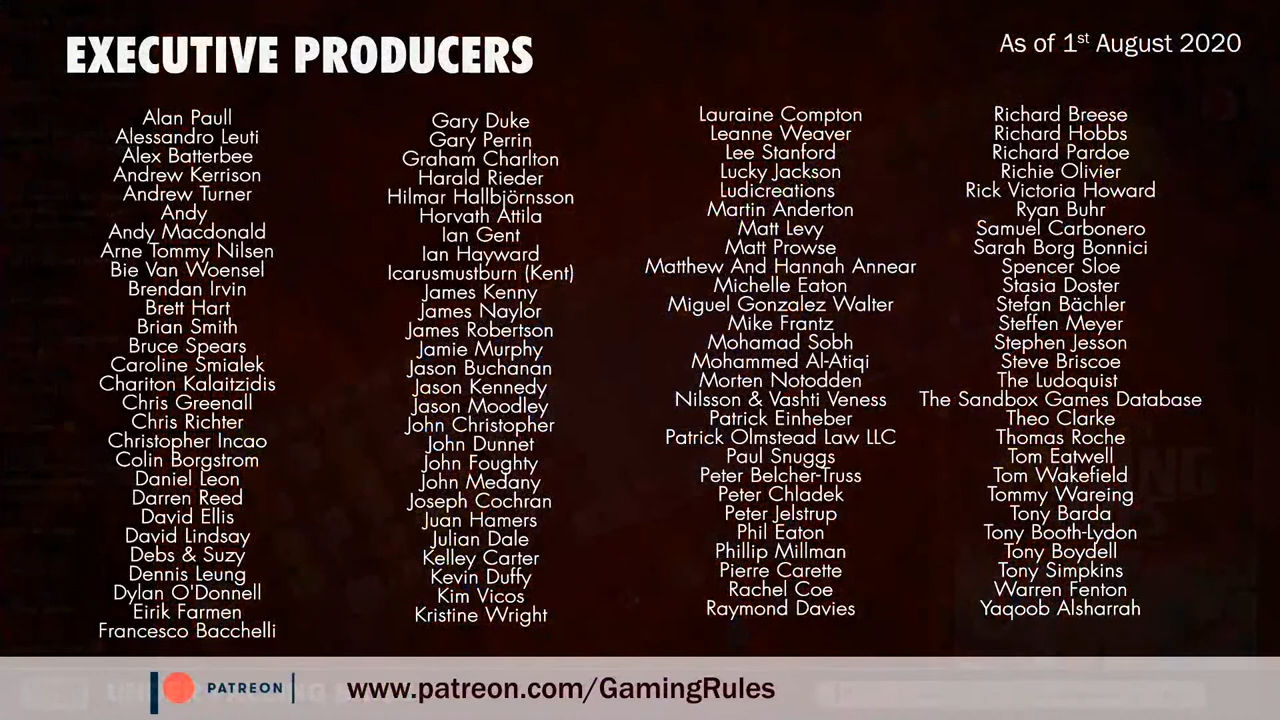 EXECUTIVE PRODUCERS
As of 1st August 2020
Alan Paull
Alessandro Leuti
Alex Batterbee
Andrew Kerrison
Andrew Turner
Andy
Andy Macdonald
Arne Tommy Nilsen
Bie Van Woensel
Brendan Irvin
Brett Hart
Brian Smith
Bruce Spears
Caroline Smialek
Chariton Kalaitzidis
Chris Greenall
Chris Richter
Christopher Incao
Colin Borgstrom
Daniel Leon
Darren Reed
David Ellis
David Lindsay
Debs & Suzy
Dennis Leung
Dylan O'Donnell
Eirik Farmen
Francesco Bacchelli
Gary Duke
Gary Perrin
Graham Charlton
Harald Rieder
Hilmar Hallbjörnsson
Horvath Attila
Ian Gent
Ian Hayward
Icarusmustburn (Kent)
James Kenny
James Naylor
James Robertson
Jamie Murphy
Jason Buchanan
Jason Kennedy
Jason Moodley
John Christopher
John Dunnet
John Foughty
John Medany
Joseph Cochran
Juan Hamers
Julian Dale
Kelley Carter
Kevin Duffy
Kim Vicos
Kristine Wright
Lauraine Compton
Leanne Weaver
Lee Stanford
Lucky Jackson
Ludicreations
Martin Anderton
Matt Levy
Matt Prowse
Matthew And Hannah Annear
Michelle Eaton
Miguel Gonzalez Walter
Mike Frantz
Mohamad Sobh
Mohammed Al-Atiqi
Morten Notodden
Nilsson & Vashti Veness
Patrick Einheber
Patrick Olmstead Law LLC
Paul Snuggs
Peter Belcher-Truss
Peter Chladek
Peter Jelstrup
Phil Eaton
Phillip Millman
Pierre Carette
Rachel Coe
Raymond Davies
Richard Breese
Richard Hobbs
Richard Pardoe
Richie Olivier
Rick Victoria Howard
Ryan Buhr
Samuel Carbonero
Sarah Borg Bonnici
Spencer Sloe
Stasia Doster
Stefan Bächler
Steffen Meyer
Stephen Jesson
Steve Briscoe
The Ludoquist
The Sandbox Games Database
Theo Clarke
Thomas Roche
Tom Eatwell
Tom Wakefield
Tommy Wareing
Tony Barda
Tony Booth-Lydon
Tony Boydell
Tony Simpkins
Warren Fenton
Yaqoob Alsharrah
PATREON
www.patreon.com/GamingRules